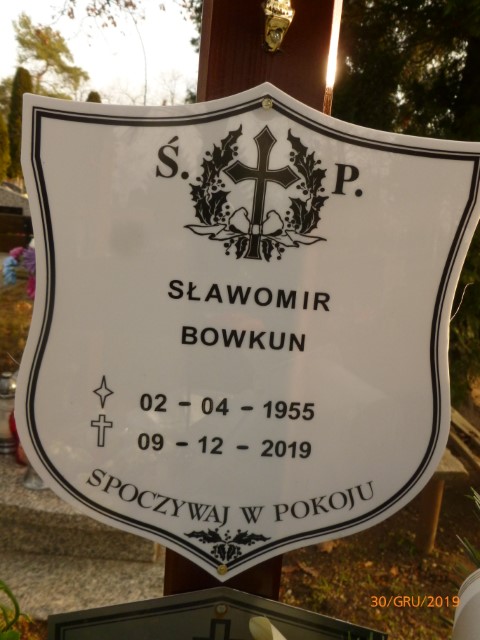 Ś. P.
SŁAWOMIR
BOWKUN
02 - 04 - 1955
09 - 12 - 2019
SPOCZYWAJ W POKOJU
30/GRU/2019